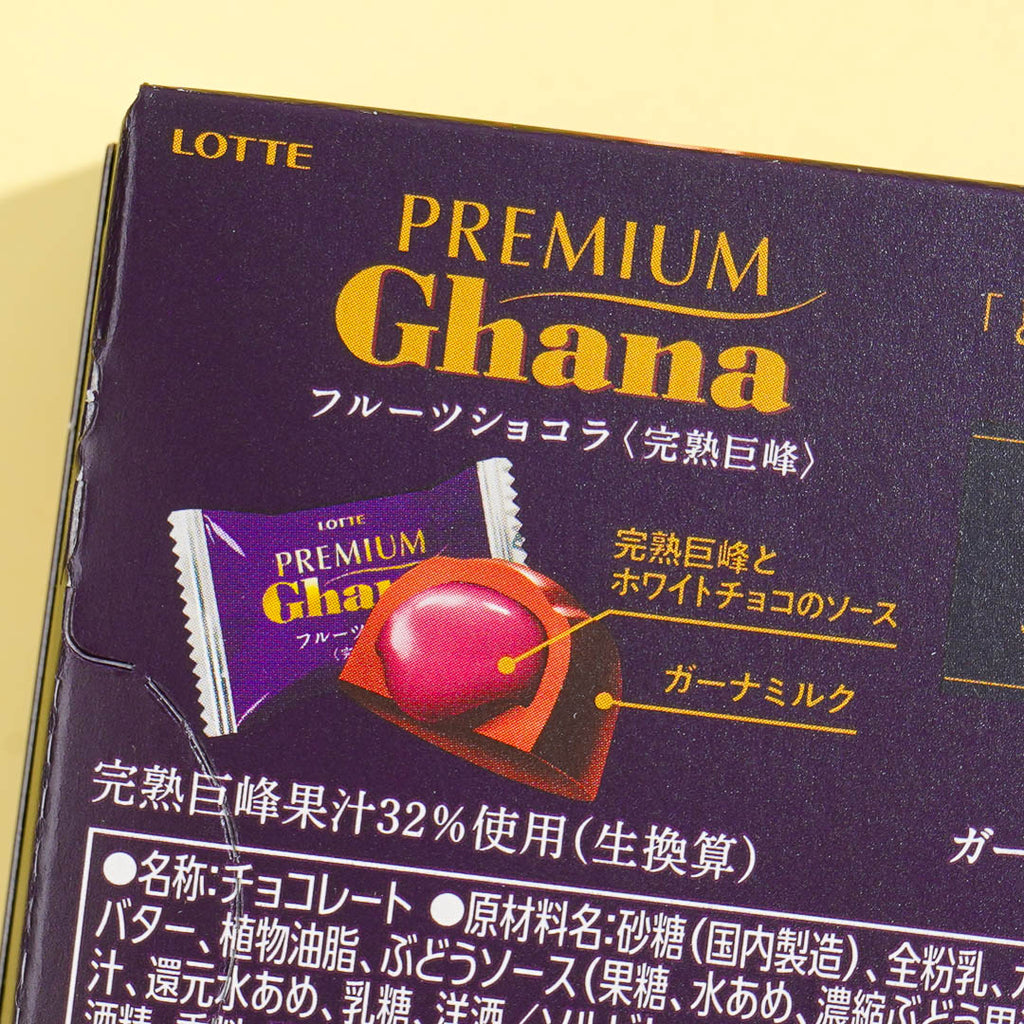 LOTTE
PREMIUM
Ghana
フルーツショコラ〈完熟巨峰〉
LOTTE
PREMIUM
Gha
フルーツ
完熟巨峰と
ホワイトチョコのソース
ガーナミルク
完熟巨峰果汁32%使用(生換算)
ガー
●名称:チョコレート ●原材料名:砂糖(国内製造)、全粉乳、
バター、植物油脂、ぶどうソース(果糖、水あめ、濃縮ぶどう果
汁、還元水あめ、乳糖、洋酒／ソルビ